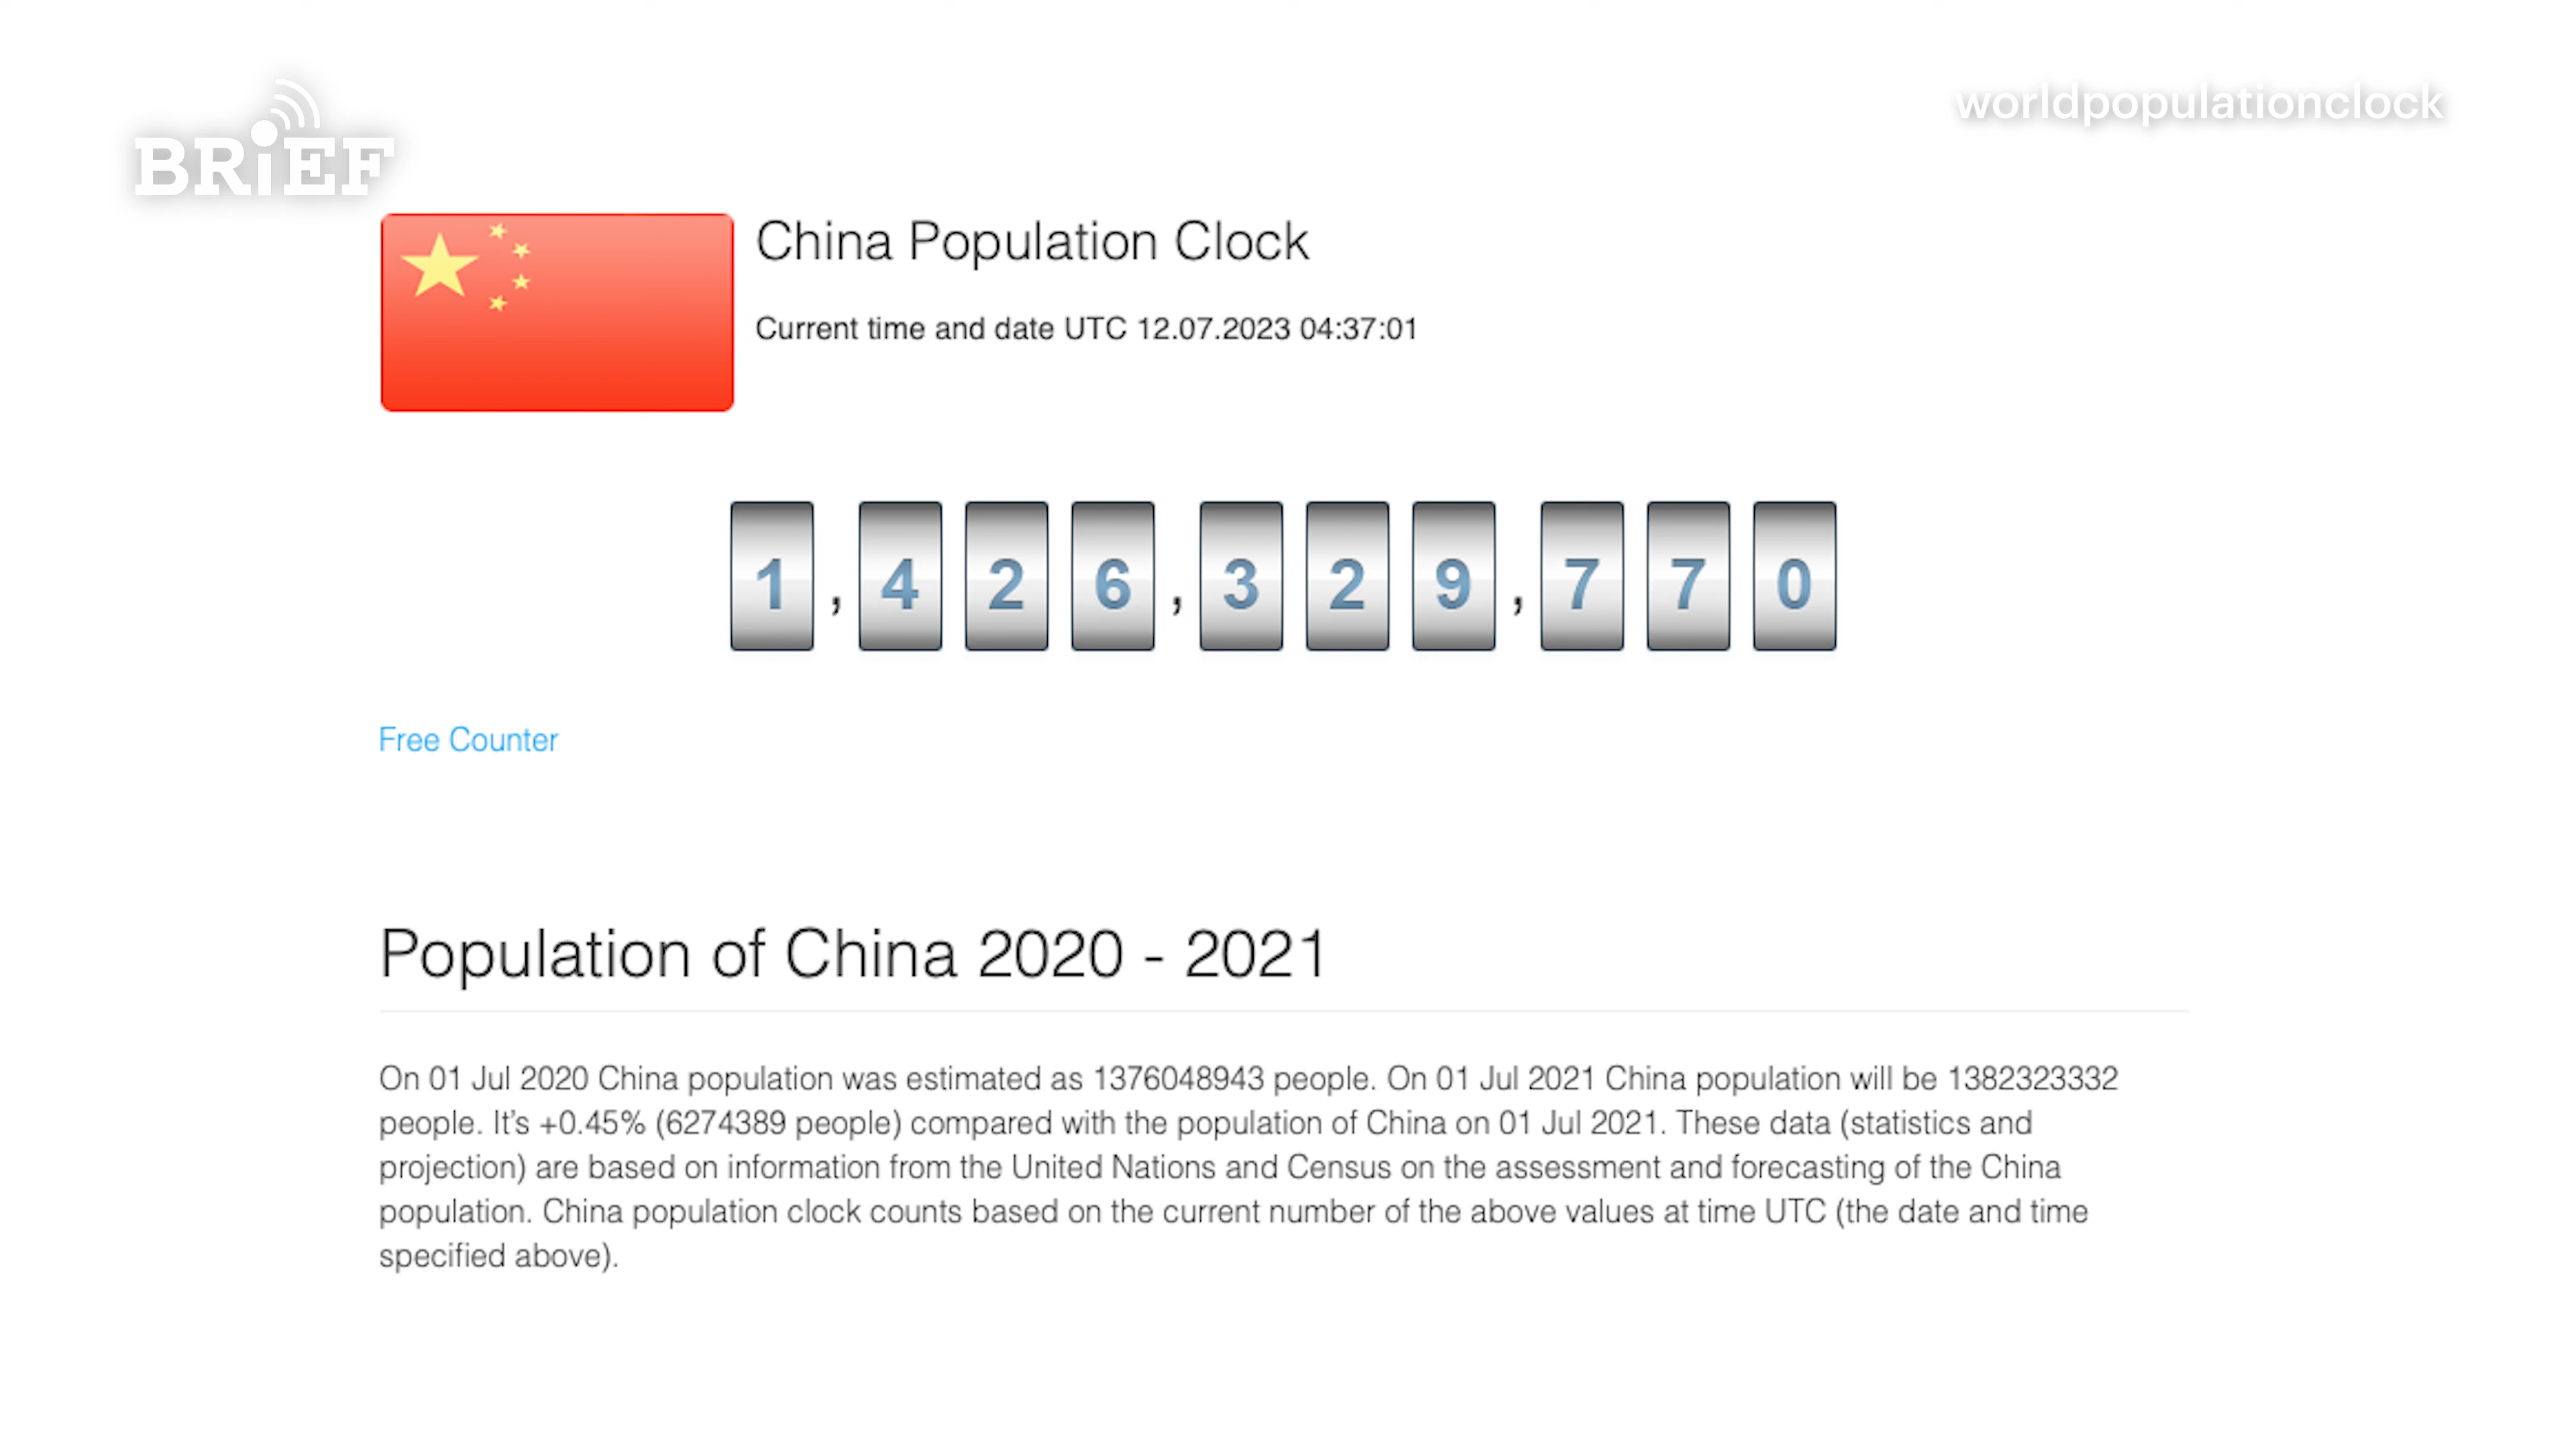 BRiEF
worldpopulationclock
China Population Clock
Current time and date UTC 12.07.2023 04:37:01
1,426,329,770
Free Counter
Population of China 2020 - 2021
On 01 Jul 2020 China population was estimated as 1376048943 people. On 01 Jul 2021 China population will be 1382323332
people. It’s +0.45% (6274389 people) compared with the population of China on 01 Jul 2021. These data (statistics and
projection) are based on information from the United Nations and Census on the assessment and forecasting of the China
population. China population clock counts based on the current number of the above values at time UTC (the date and time
specified above).